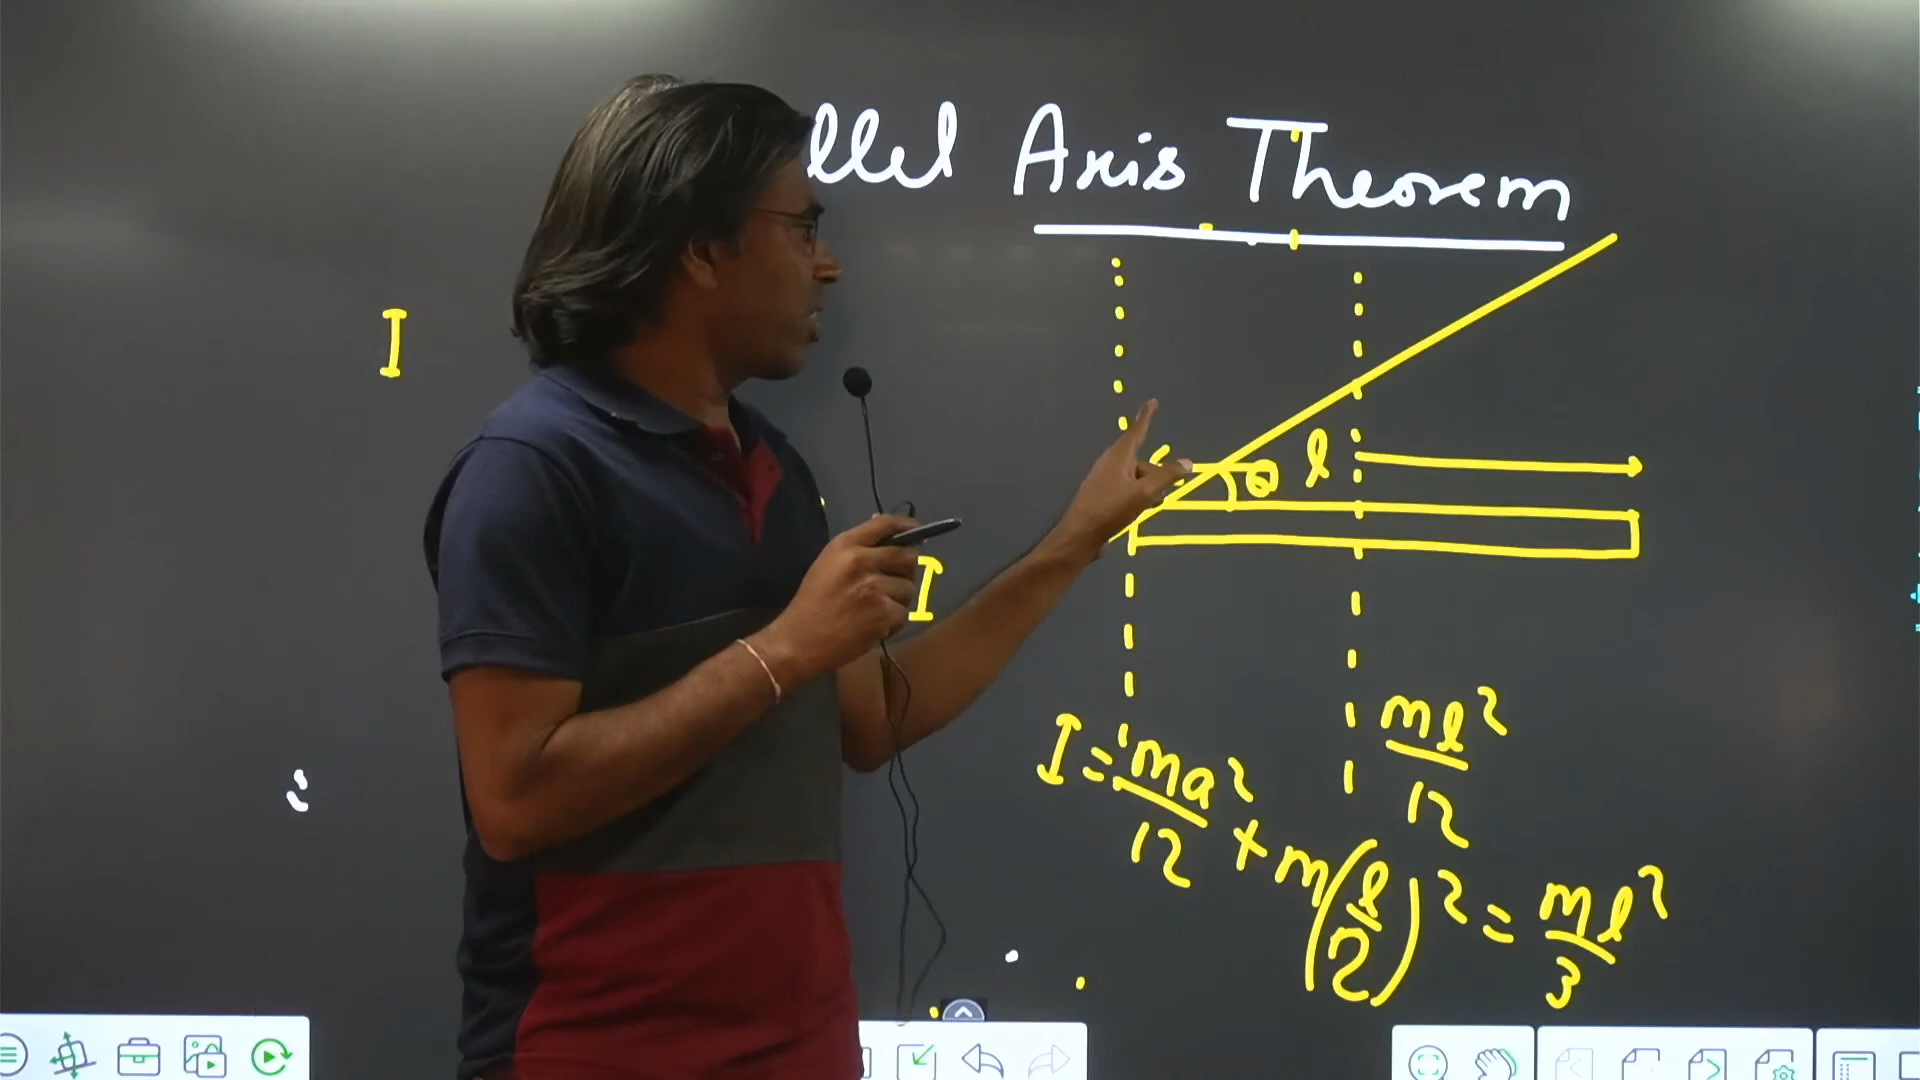 llel Axis Theorem
I
l
θ
I
ml²/12
I = ma²/12 + m(l/2)² = ml²/3